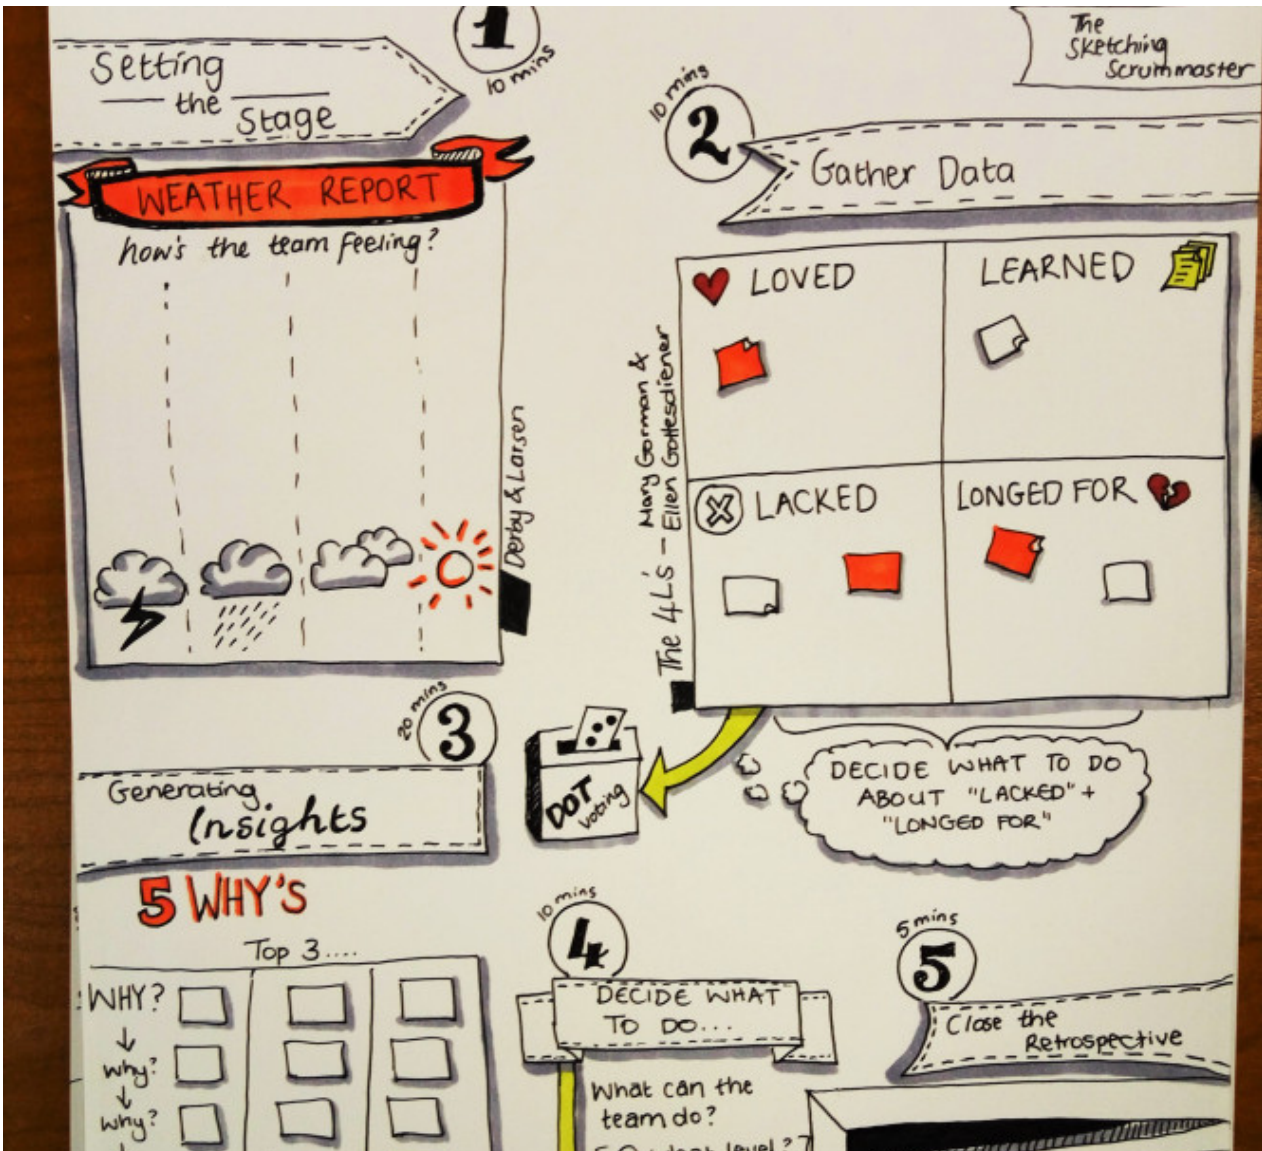 1
10 mins
Setting
the
Stage
WEATHER REPORT
how's the team feeling?
Derby & Larsen
The
Sketching
Scrummaster
10 mins
2
Gather Data
LOVED
LEARNED
LACKED
LONGED FOR
The 4L's - Mary Gorman &
Ellen Gottesdiener
DECIDE WHAT TO DO
ABOUT "LACKED" +
"LONGED FOR"
DOT
voting
20 mins
3
Generating
Insights
5 WHY'S
Top 3....
WHY?
why?
why?
10 mins
4
DECIDE WHAT
TO DO...
What can the
team do?
5 mins
5
Close the
Retrospective